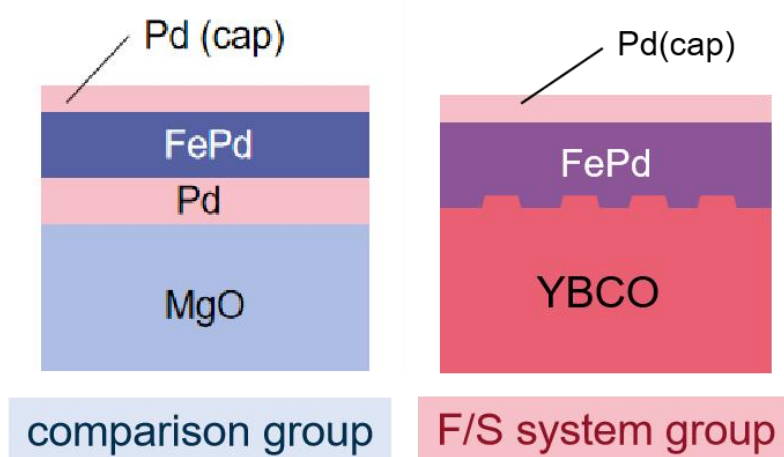 Pd (cap)
FePd
Pd
MgO
comparison group
Pd(cap)
FePd
YBCO
F/S system group